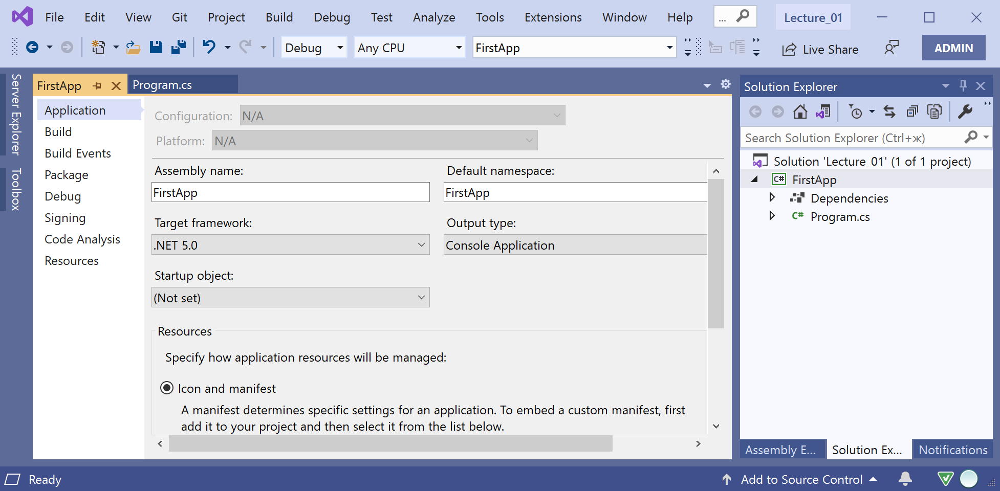 File Edit View Git Project Build Debug Test Analyze Tools Extensions Window Help ... Lecture_01
Debug Any CPU FirstApp Live Share ADMIN
Server Explorer
Toolbox
FirstApp Program.cs
Application
Build
Build Events
Package
Debug
Signing
Code Analysis
Resources
Configuration: N/A
Platform: N/A
Assembly name: Default namespace:
FirstApp FirstApp
Target framework: Output type:
.NET 5.0 Console Application
Startup object:
(Not set)
Resources
Specify how application resources will be managed:
Icon and manifest
A manifest determines specific settings for an application. To embed a custom manifest, first
add it to your project and then select it from the list below.
Solution Explorer
Search Solution Explorer (Ctrl+ж)
Solution 'Lecture_01' (1 of 1 project)
C# FirstApp
Dependencies
C# Program.cs
Assembly E... Solution Ex... Notifications
Ready Add to Source Control